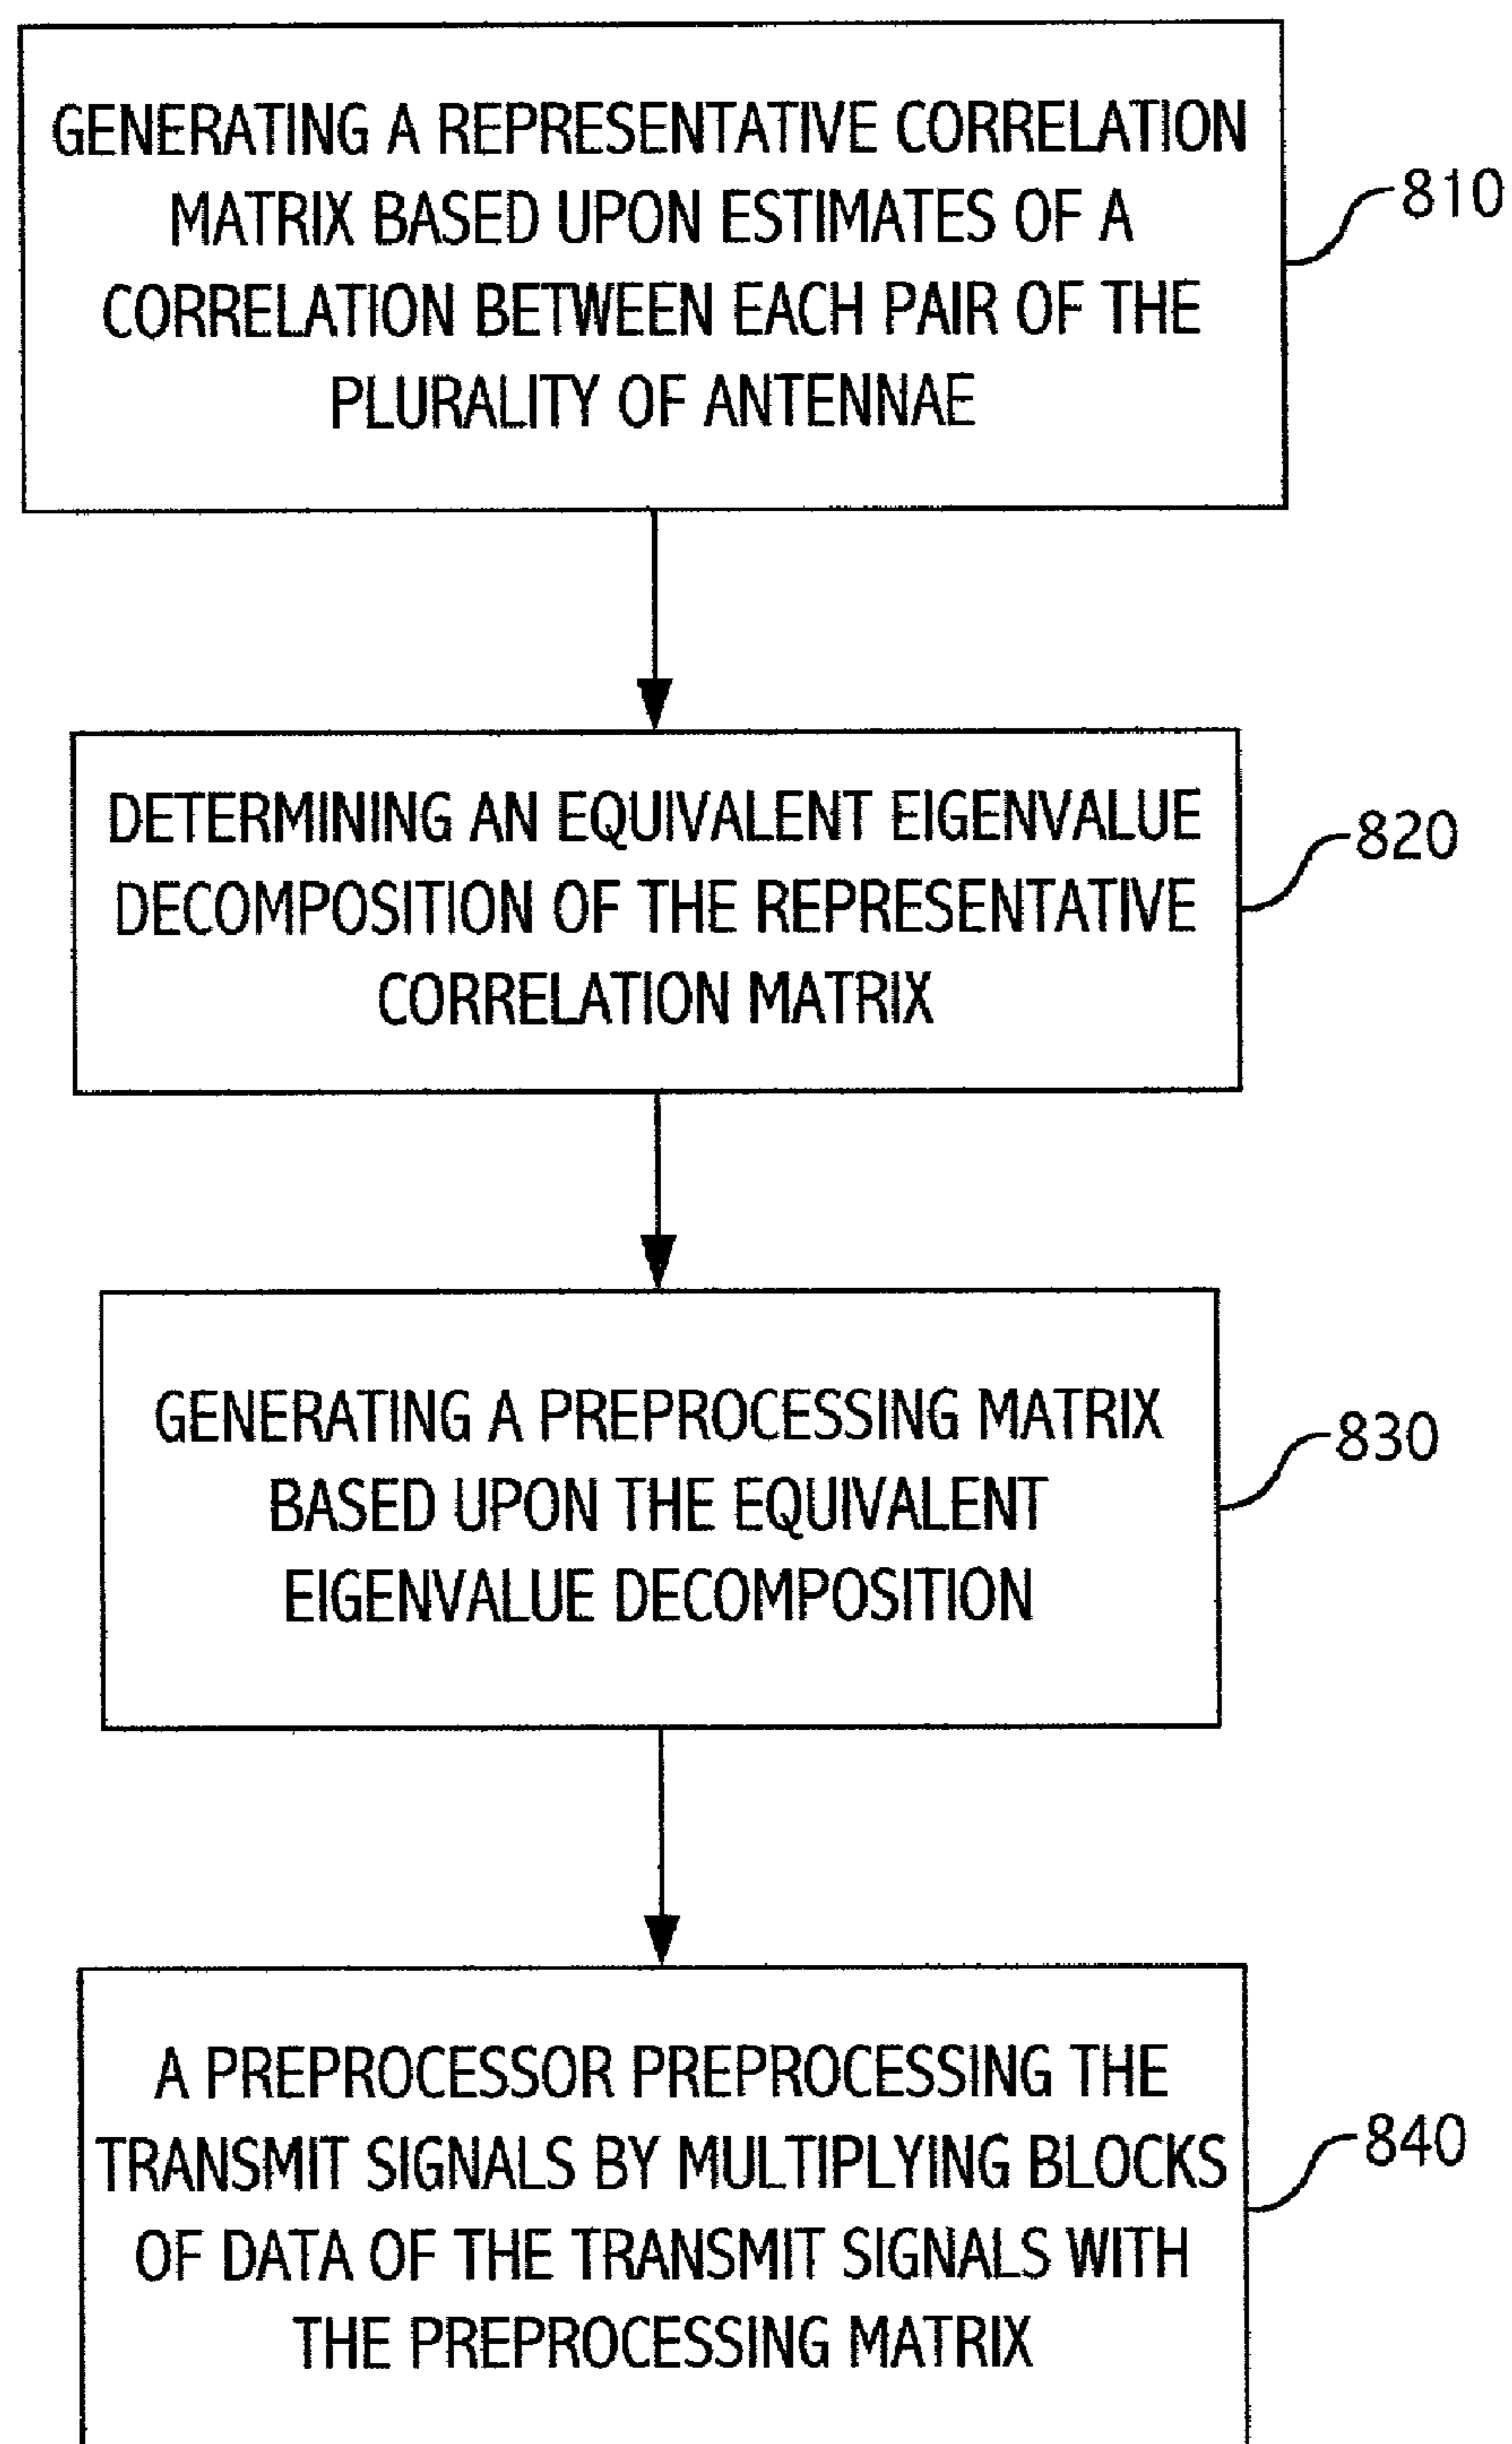 GENERATING A REPRESENTATIVE CORRELATION
MATRIX BASED UPON ESTIMATES OF A
CORRELATION BETWEEN EACH PAIR OF THE
PLURALITY OF ANTENNAE
810
DETERMINING AN EQUIVALENT EIGENVALUE
DECOMPOSITION OF THE REPRESENTATIVE
CORRELATION MATRIX
820
GENERATING A PREPROCESSING MATRIX
BASED UPON THE EQUIVALENT
EIGENVALUE DECOMPOSITION
830
A PREPROCESSOR PREPROCESSING THE
TRANSMIT SIGNALS BY MULTIPLYING BLOCKS
OF DATA OF THE TRANSMIT SIGNALS WITH
THE PREPROCESSING MATRIX
840